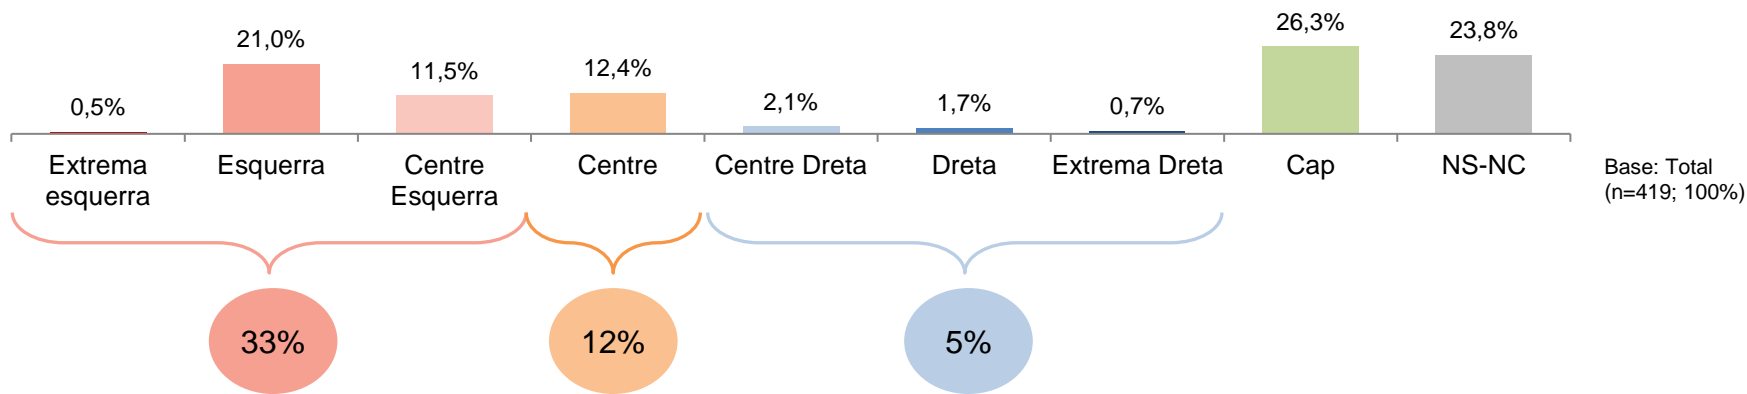 0,5%
21,0%
11,5%
12,4%
2,1%
1,7%
0,7%
26,3%
23,8%
Extrema
esquerra
Esquerra
Centre
Esquerra
Centre
Centre Dreta
Dreta
Extrema Dreta
Cap
NS-NC
Base: Total
(n=419; 100%)
33%
12%
5%